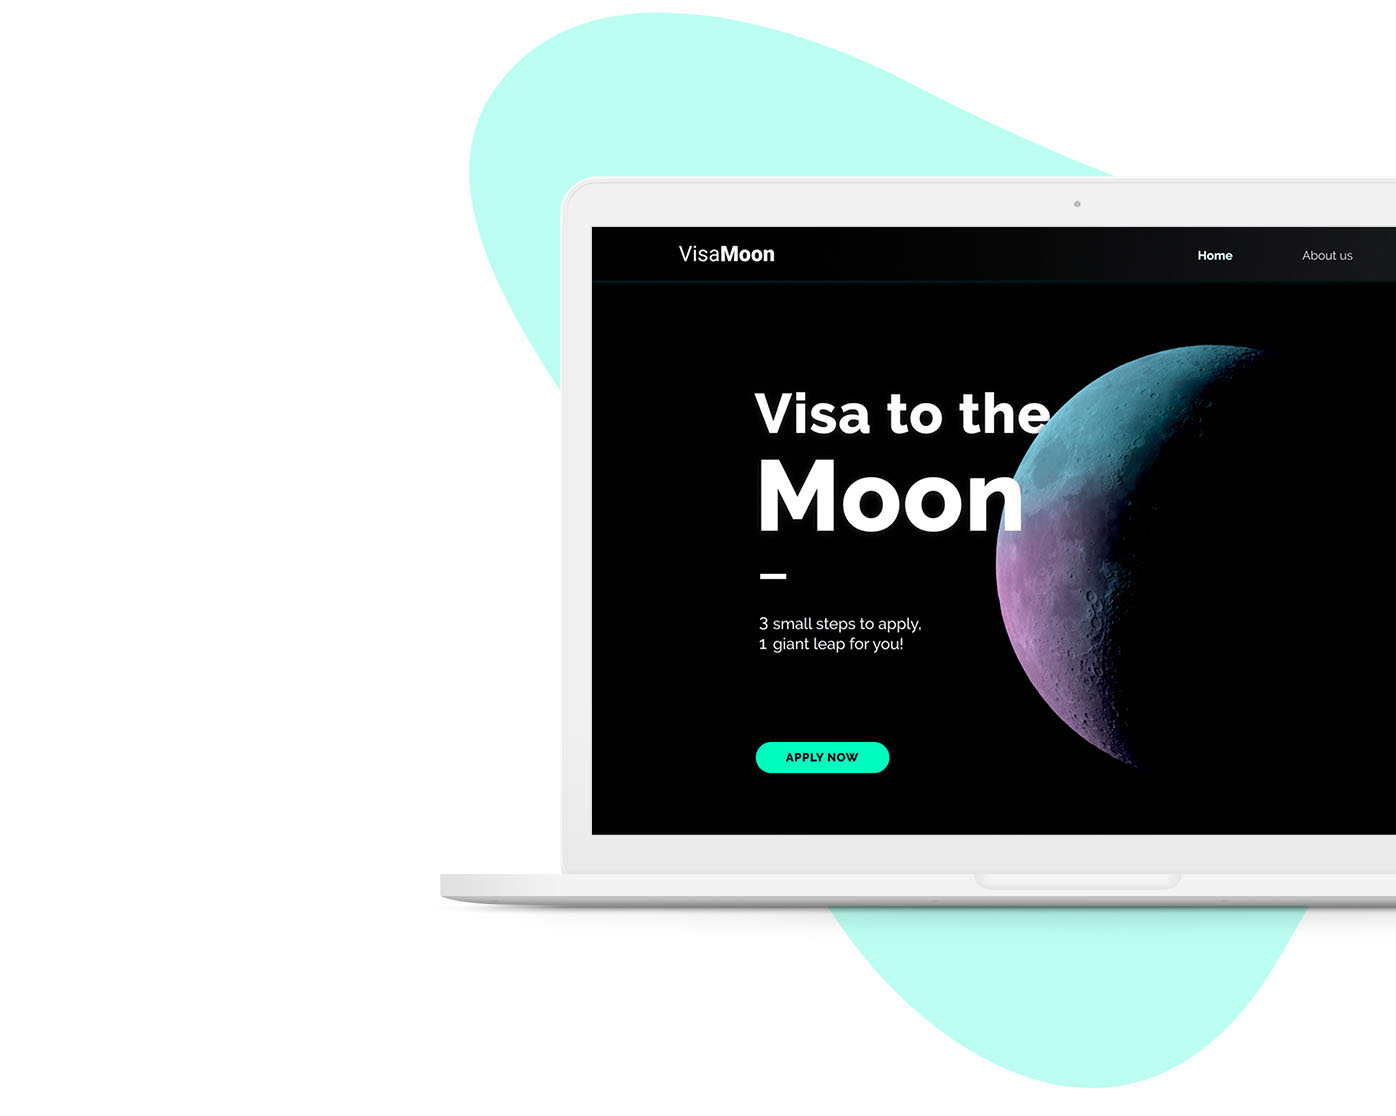 VisaMoon
Home
About us
Visa to the
Moon
3 small steps to apply,
1 giant leap for you!
APPLY NOW